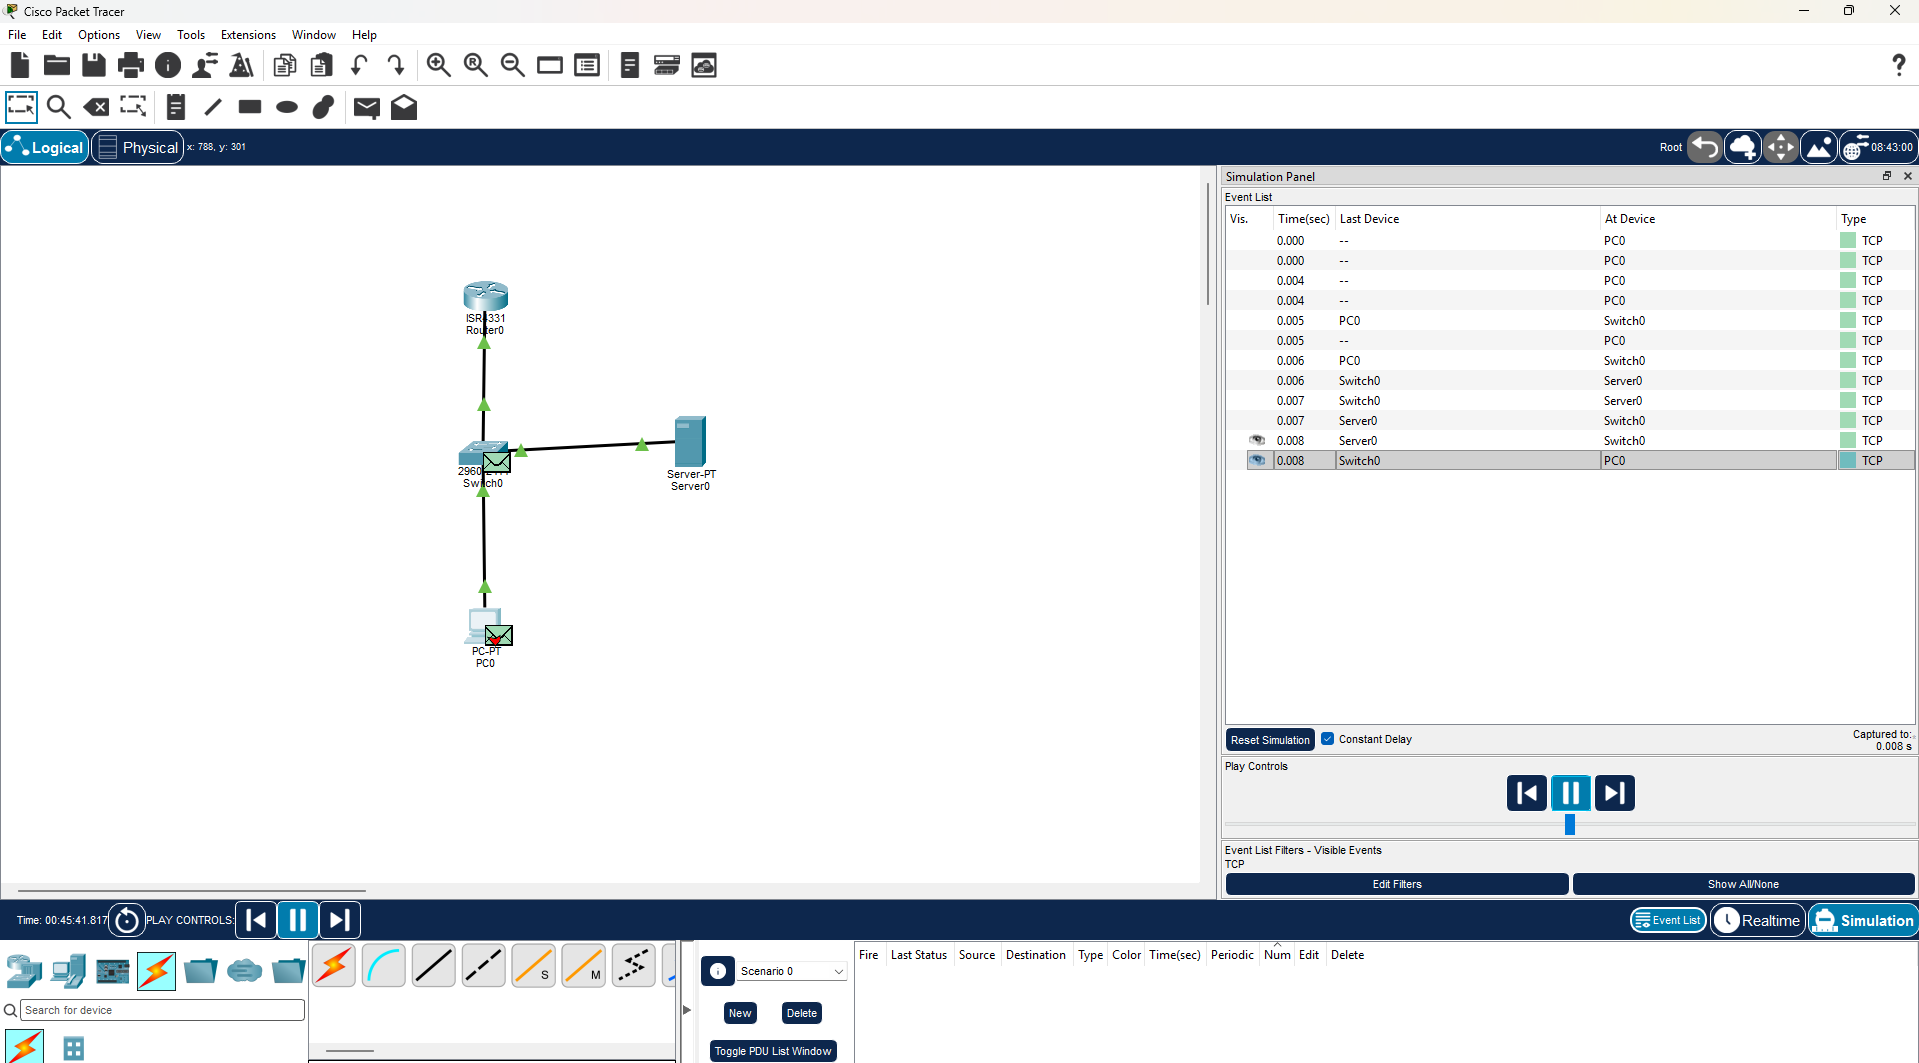 Cisco Packet Tracer
File Edit Options View Tools Extensions Window Help
Logical Physical x: 788, y: 301 Root 08:43:00
Simulation Panel
Event List
Vis. Time(sec) Last Device At Device Type
0.000 -- PC0 TCP
0.000 -- PC0 TCP
0.004 -- PC0 TCP
0.004 -- PC0 TCP
0.005 PC0 Switch0 TCP
0.005 -- PC0 TCP
0.006 PC0 Switch0 TCP
0.006 Switch0 Server0 TCP
0.007 Switch0 Server0 TCP
0.007 Server0 Switch0 TCP
0.008 Server0 Switch0 TCP
0.008 Switch0 PC0 TCP
ISR4331
Router0
Switch0
Server-PT
Server0
PC-PT
PC0
Reset Simulation Constant Delay Captured to:
0.008 s
Play Controls
Event List Filters - Visible Events
TCP
Edit Filters Show All/None
Time: 00:45:41.817 PLAY CONTROLS: Event List Realtime Simulation
S M
Search for device
Scenario 0
New Delete
Toggle PDU List Window
Fire Last Status Source Destination Type Color Time(sec) Periodic Num Edit Delete